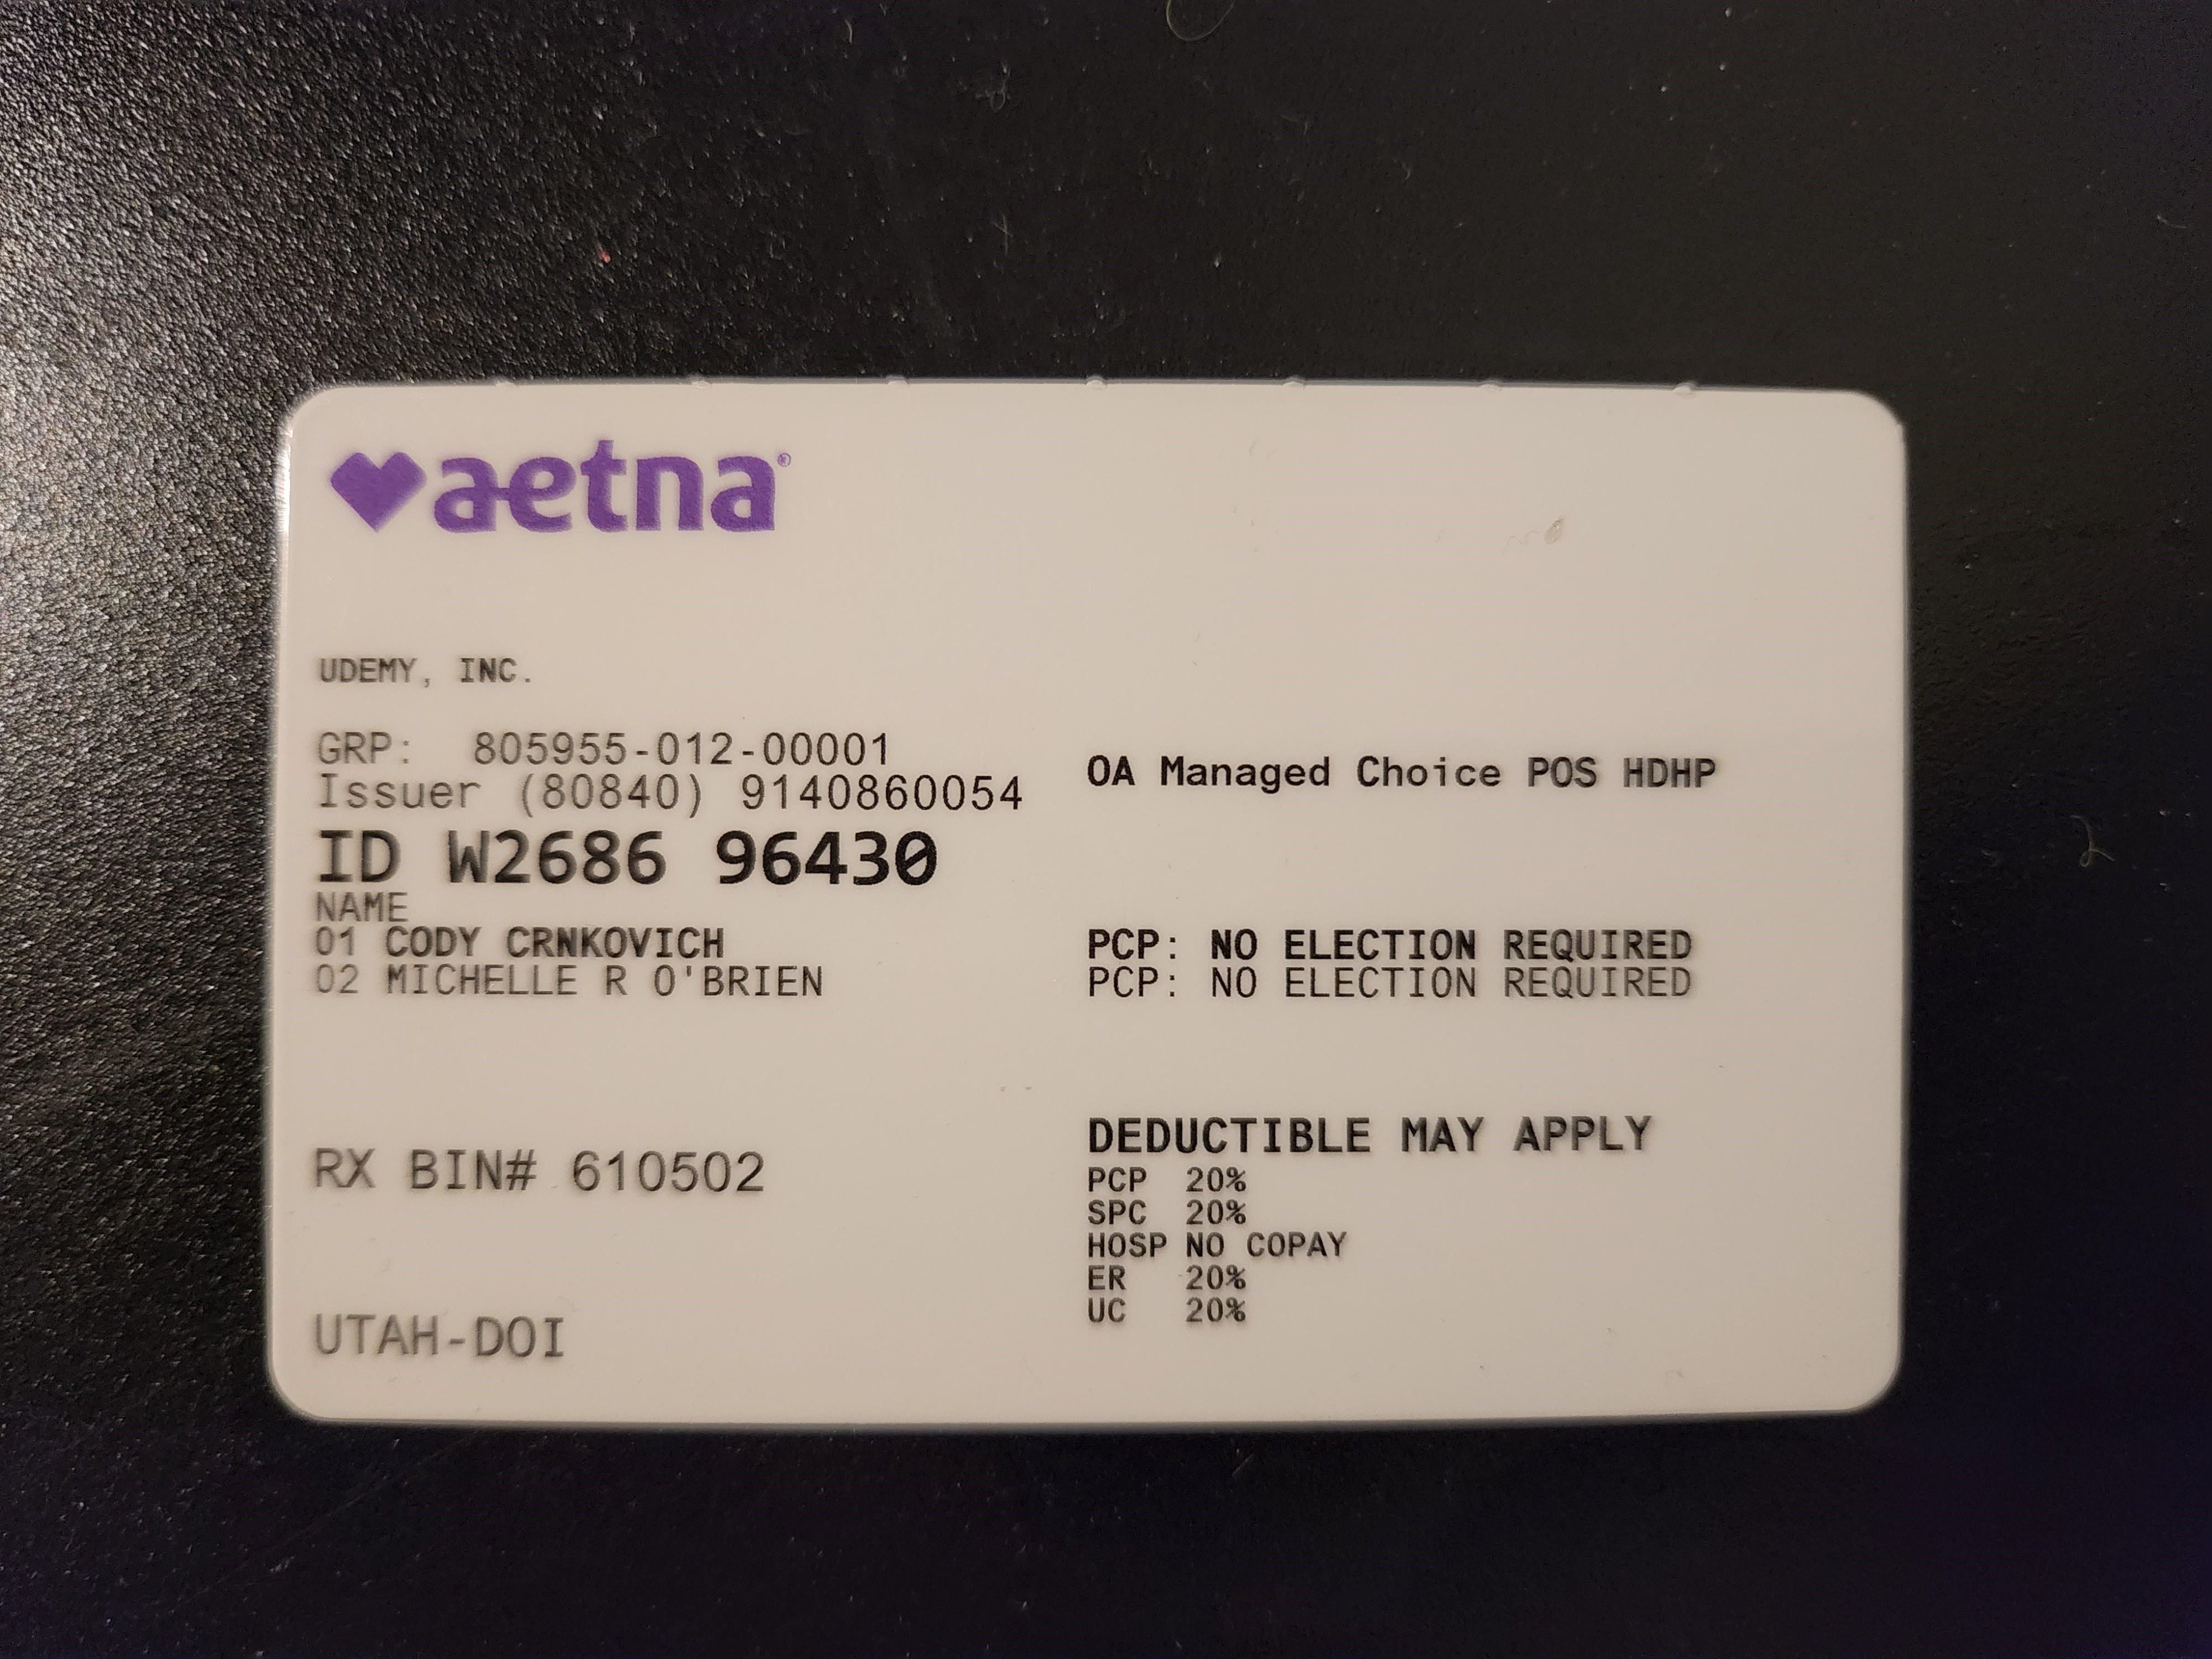 aetna®
UDEMY, INC.
GRP: 805955-012-00001
Issuer (80840) 9140860054
OA Managed Choice POS HDHP
ID W2686 96430
NAME
01 CODY CRNKOVICH
PCP: NO ELECTION REQUIRED
02 MICHELLE R O'BRIEN
PCP: NO ELECTION REQUIRED
RX BIN# 610502
UTAH-DOI
DEDUCTIBLE MAY APPLY
PCP 20%
SPC 20%
HOSP NO COPAY
ER 20%
UC 20%